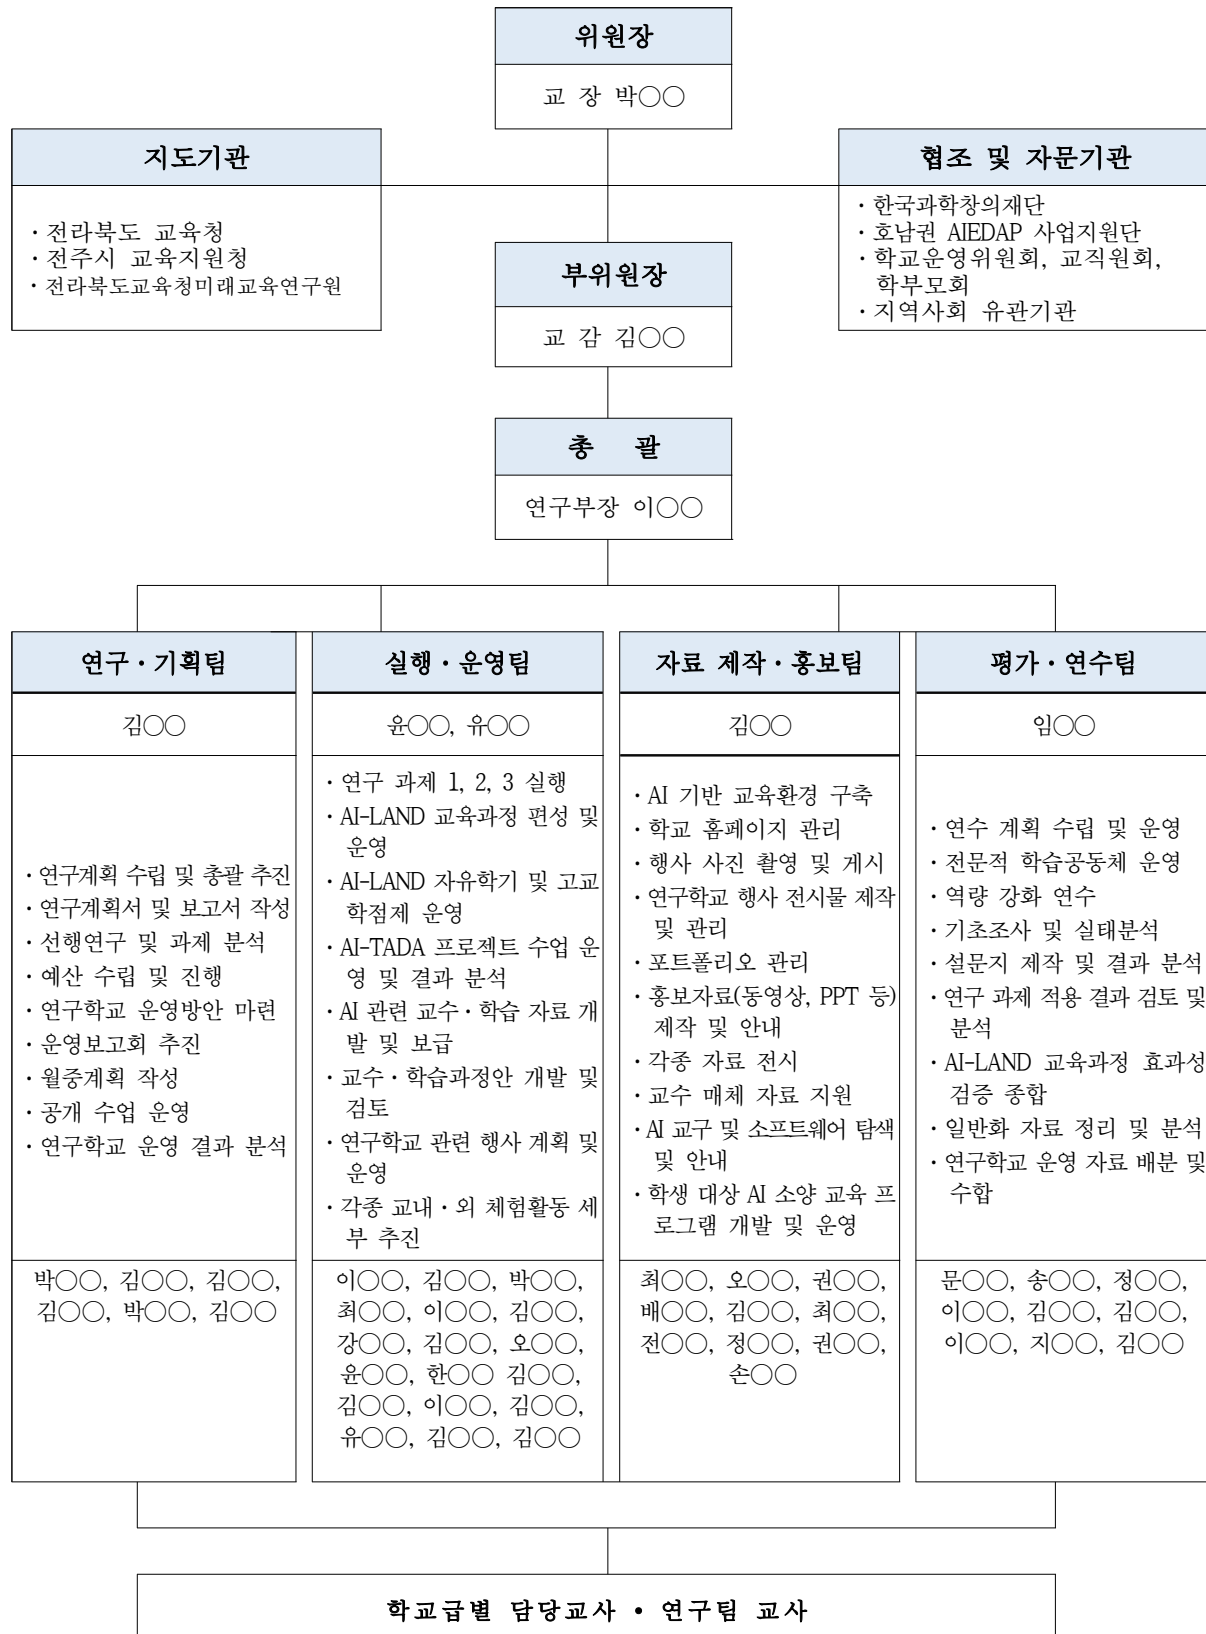 위원장
교 장 박○○
지도기관
· 전라북도 교육청
· 전주시 교육지원청
· 전라북도교육청미래교육연구원
협조 및 자문기관
· 한국과학창의재단
· 호남권 AIEDAP 사업지원단
· 학교운영위원회, 교직원회,
학부모회
· 지역사회 유관기관
부위원장
교 감 김○○
총 괄
연구부장 이○○
연구·기획팀
김○○
· 연구계획 수립 및 총괄 추진
· 연구계획서 및 보고서 작성
· 선행연구 및 과제 분석
· 예산 수립 및 진행
· 연구학교 운영방안 마련
· 운영보고회 추진
· 월중계획 작성
· 공개 수업 운영
· 연구학교 운영 결과 분석
박○○, 김○○, 김○○,
김○○, 박○○, 김○○
실행·운영팀
윤○○, 유○○
· 연구 과제 1, 2, 3 실행
· AI-LAND 교육과정 편성 및
운영
· AI-LAND 자유학기 및 고교
학점제 운영
· AI-TADA 프로젝트 수업 운
영 및 결과 분석
· AI 관련 교수·학습 자료 개
발 및 보급
· 교수·학습과정안 개발 및
검토
· 연구학교 관련 행사 계획 및
운영
· 각종 교내·외 체험활동 세
부 추진
이○○, 김○○, 박○○,
최○○, 이○○, 김○○,
강○○, 김○○, 오○○,
윤○○, 한○○ 김○○,
김○○, 이○○, 김○○,
유○○, 김○○, 김○○
자료 제작·홍보팀
김○○
· AI 기반 교육환경 구축
· 학교 홈페이지 관리
· 행사 사진 촬영 및 게시
· 연구학교 행사 전시물 제작
및 관리
· 포트폴리오 관리
· 홍보자료(동영상, PPT 등)
제작 및 안내
· 각종 자료 전시
· 교수 매체 자료 지원
· AI 교구 및 소프트웨어 탐색
및 안내
· 학생 대상 AI 소양 교육 프
로그램 개발 및 운영
최○○, 오○○, 권○○,
배○○, 김○○, 최○○,
전○○, 정○○, 권○○,
손○○
평가·연수팀
임○○
· 연수 계획 수립 및 운영
· 전문적 학습공동체 운영
· 역량 강화 연수
· 기초조사 및 실태분석
· 설문지 제작 및 결과 분석
· 연구 과제 적용 결과 검토 및
분석
· AI-LAND 교육과정 효과성
검증 종합
· 일반화 자료 정리 및 분석
· 연구학교 운영 자료 배분 및
수합
문○○, 송○○, 정○○,
이○○, 김○○, 김○○,
이○○, 지○○, 김○○
학교급별 담당교사 • 연구팀 교사